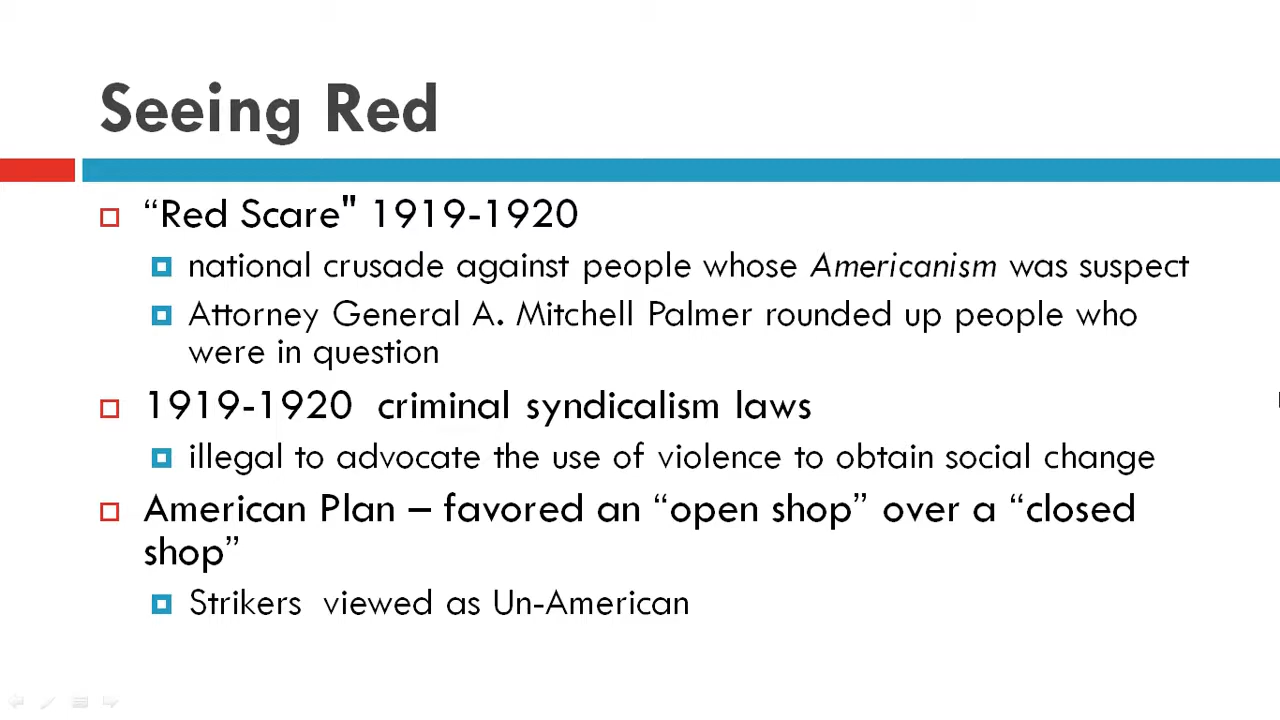 Seeing Red
“Red Scare" 1919-1920
national crusade against people whose Americanism was suspect
Attorney General A. Mitchell Palmer rounded up people who
were in question
1919-1920  criminal syndicalism laws
illegal to advocate the use of violence to obtain social change
American Plan – favored an “open shop” over a “closed
shop”
Strikers  viewed as Un-American